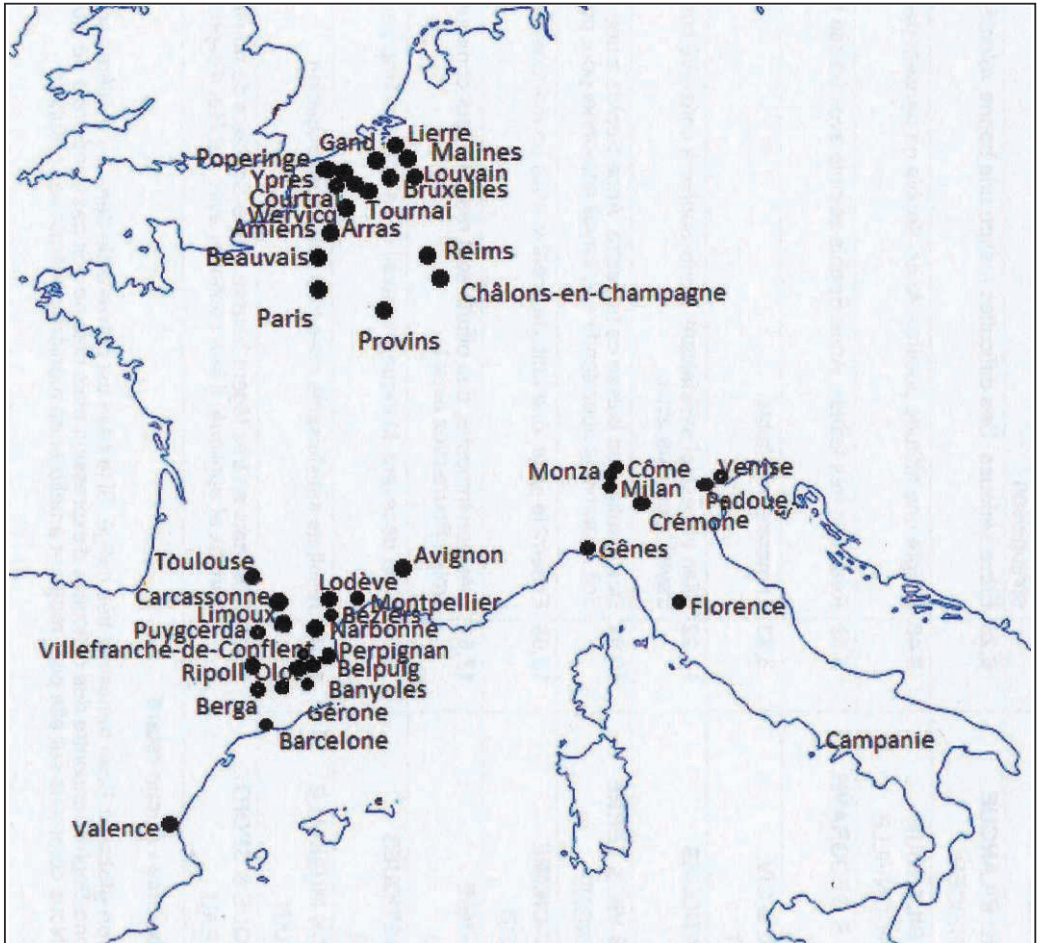 Lierre
Gand
Malines
Poperinge
Louvain
Ypres
Bruxelles
Courtrai
Tournai
Wervicq
Amiens
Arras
Beauvais
Reims
Châlons-en-Champagne
Paris
Provins
Monza
Côme
Venise
Milan
Padoue
Crémone
Gênes
Avignon
Toulouse
Lodève
Carcassonne
Montpellier
Limoux
Béziers
Florence
Puygcerda
Narbonne
Villefranche-de-Conflent
Perpignan
Ripoll
Olo
Belpuig
Banyoles
Berga
Gérone
Barcelone
Campanie
Valence